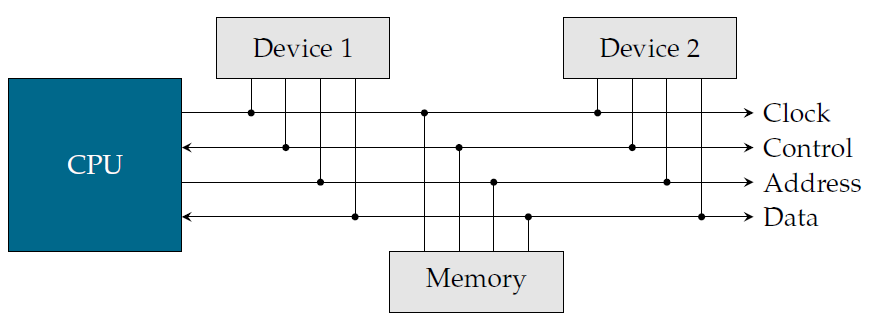 Device 1
Device 2
CPU
Clock
Control
Address
Data
Memory